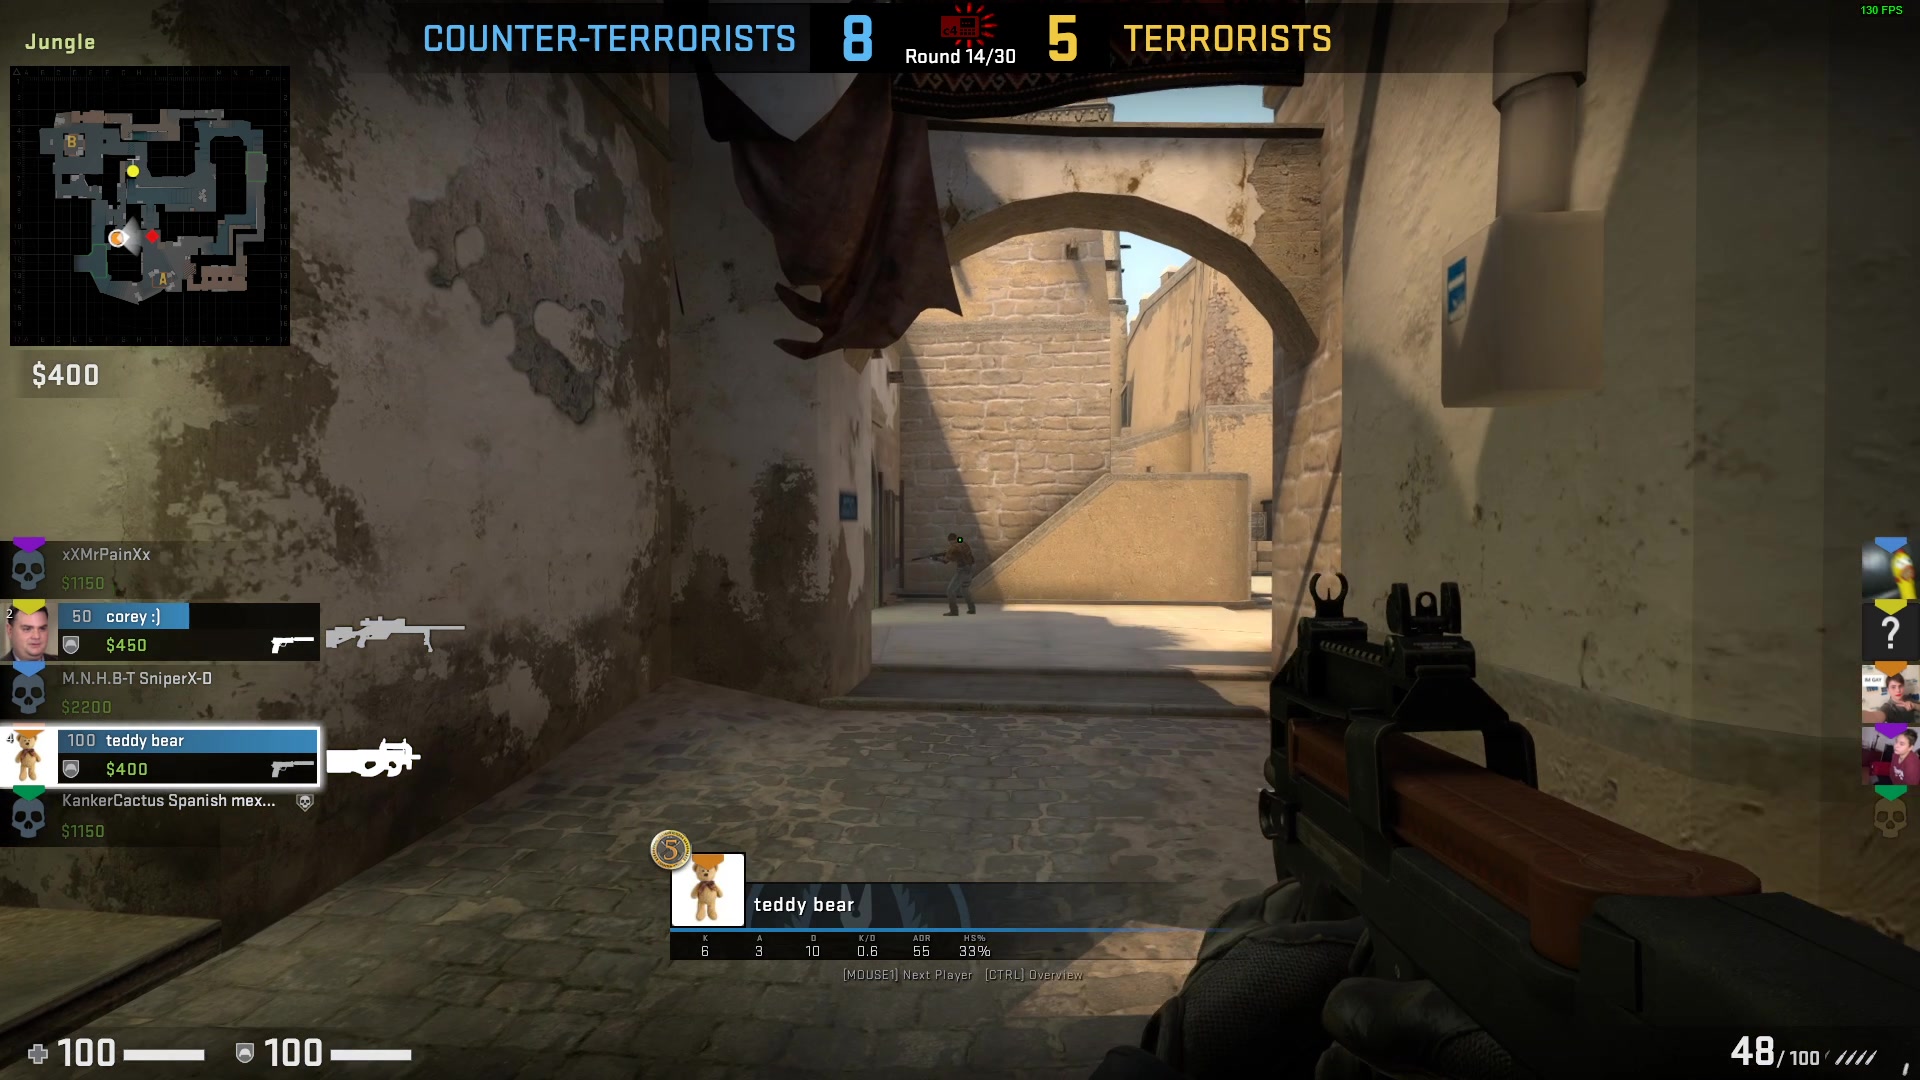 130 FPS
COUNTER-TERRORISTS 8 Round 14/30 5 TERRORISTS
Jungle
B
A
$400
xXMrPainXx
$1150
2
50 corey :)
$450
M.N.H.B-T SniperX-D
$2200
4
100 teddy bear
$400
KankerCactus Spanish mex...
$1150
?
5
teddy bear
K A D K/D ADR HS%
6 3 10 0.6 55 33%
[MOUSE1] Next Player [CTRL] Overview
100 100
48 / 100